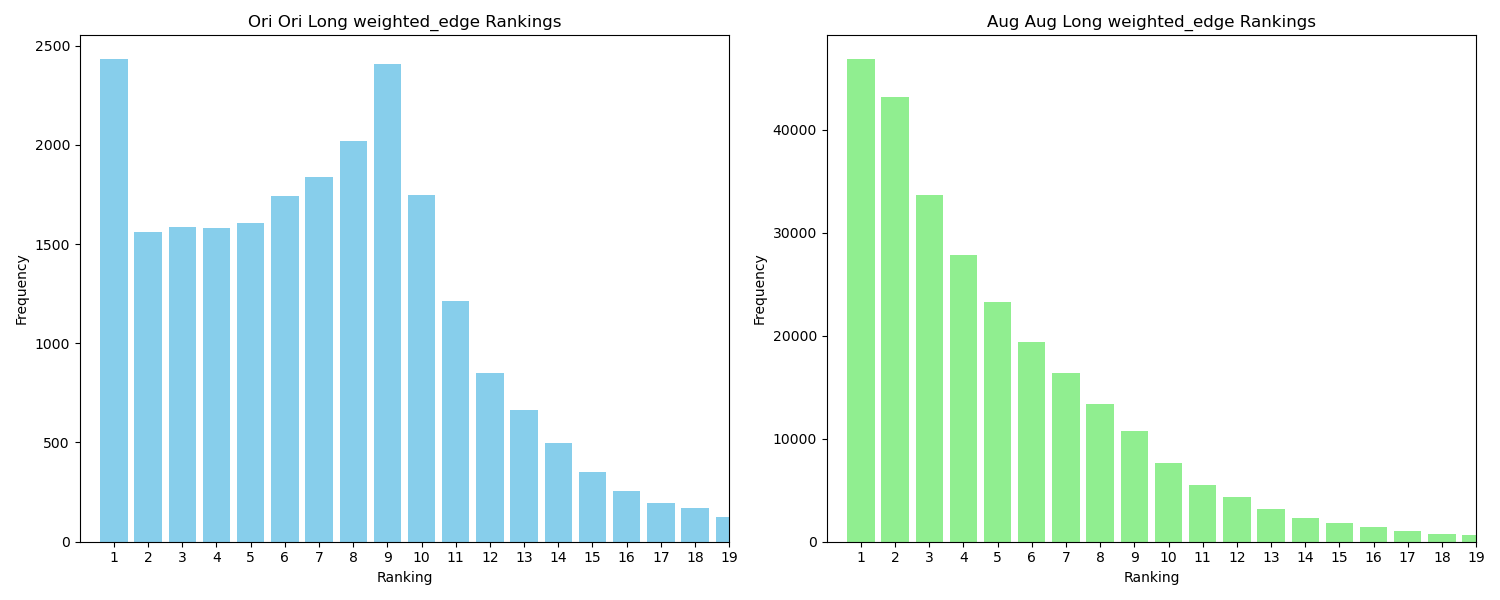 Ori Ori Long weighted_edge Rankings
2500
2000
1500
1000
500
0
Frequency
1 2 3 4 5 6 7 8 9 10 11 12 13 14 15 16 17 18 19
Ranking
Aug Aug Long weighted_edge Rankings
40000
30000
20000
10000
0
Frequency
1 2 3 4 5 6 7 8 9 10 11 12 13 14 15 16 17 18 19
Ranking